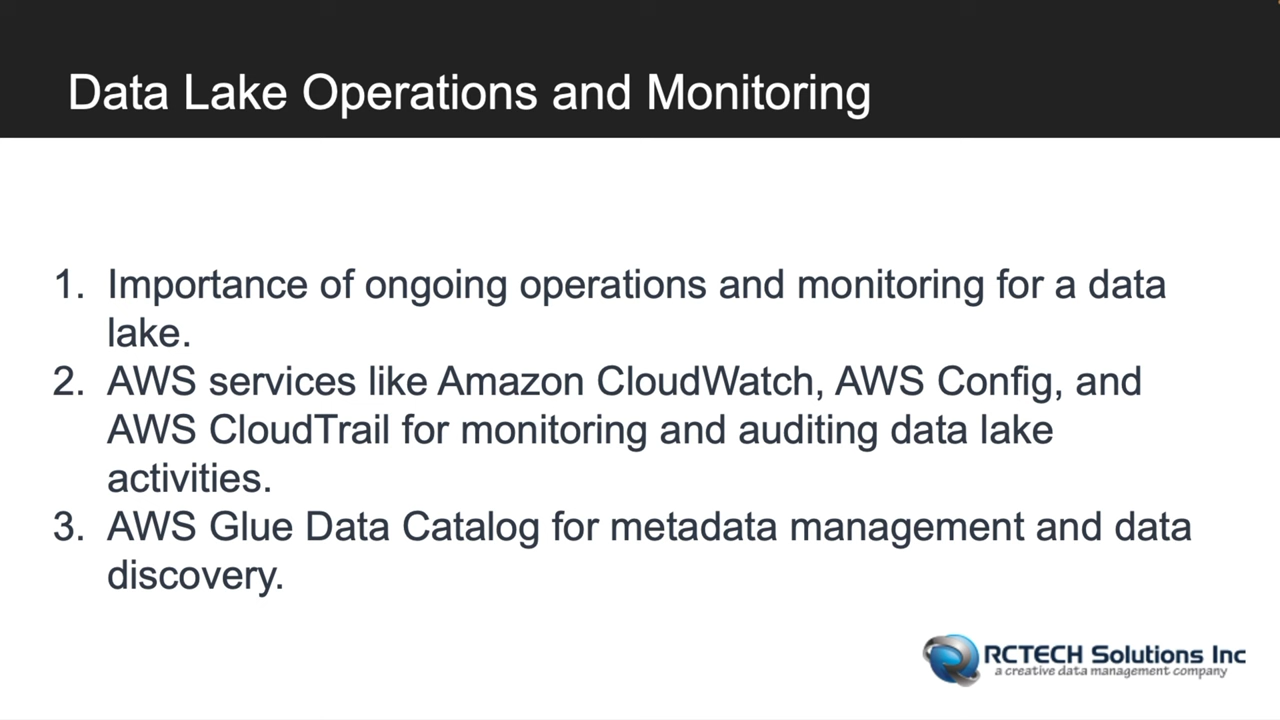 Data Lake Operations and Monitoring
1. Importance of ongoing operations and monitoring for a data
lake.
2. AWS services like Amazon CloudWatch, AWS Config, and
AWS CloudTrail for monitoring and auditing data lake
activities.
3. AWS Glue Data Catalog for metadata management and data
discovery.
RCTECH Solutions Inc
a creative data management company